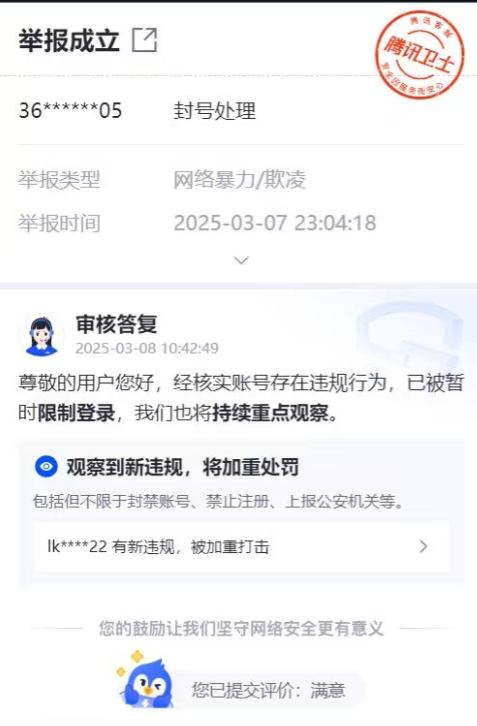 举报成立
腾讯客服
腾讯卫士
安全因服务而安心
36******05 封号处理
举报类型 网络暴力/欺凌
举报时间 2025-03-07 23:04:18
审核答复
2025-03-08 10:42:49
尊敬的用户您好，经核实账号存在违规行为，已被暂
时限制登录，我们也将持续重点观察。
观察到新违规，将加重处罚
包括但不限于封禁账号、禁止注册、上报公安机关等。
lk****22 有新违规，被加重打击
您的鼓励让我们坚守网络安全更有意义
您已提交评价：满意